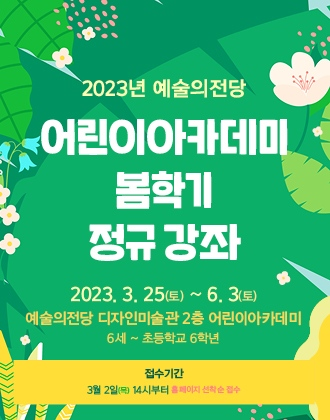 2023년 예술의전당
어린이아카데미
봄학기
정규 강좌
2023. 3. 25(토) ~ 6. 3(토)
예술의전당 디자인미술관 2층 어린이아카데미
6세 ~ 초등학교 6학년
접수기간
3월 2일(목) 14시부터 홈페이지 선착순 접수